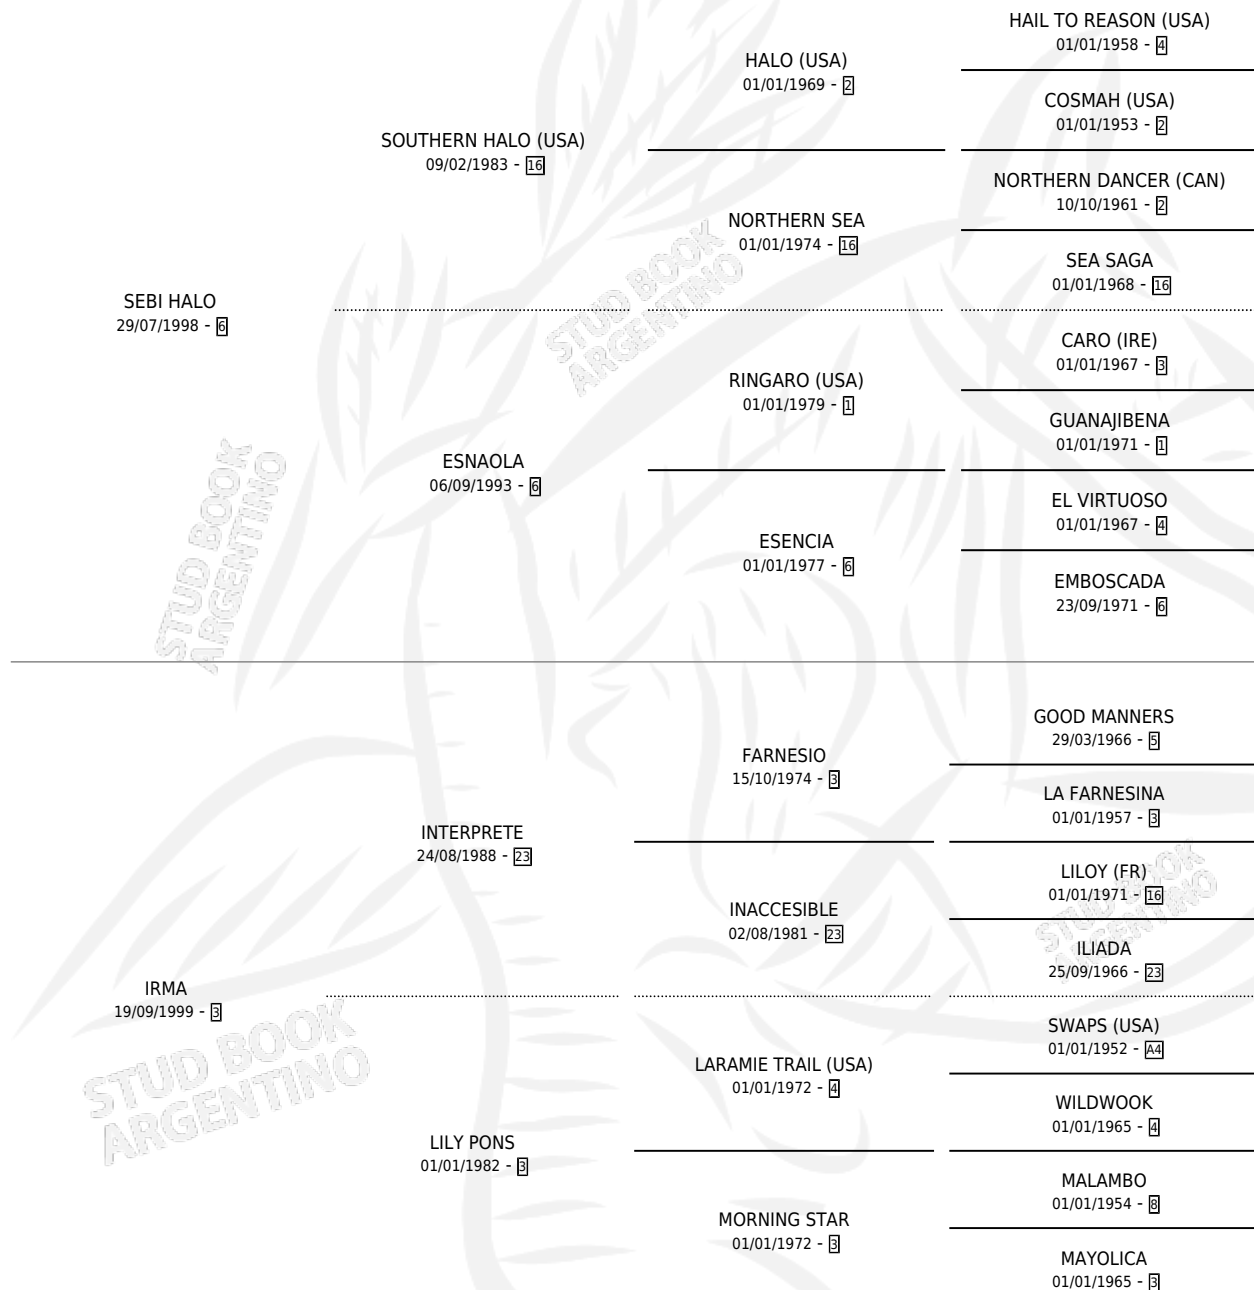 HAIL TO REASON (USA)
01/01/1958 - 4
HALO (USA)
01/01/1969 - 2
COSMAH (USA)
01/01/1953 - 2
SOUTHERN HALO (USA)
09/02/1983 - 16
NORTHERN DANCER (CAN)
10/10/1961 - 2
NORTHERN SEA
01/01/1974 - 16
SEA SAGA
01/01/1968 - 16
SEBI HALO
29/07/1998 - 6
STUD BOOK
ARGENTINO
CARO (IRE)
01/01/1967 - 3
RINGARO (USA)
01/01/1979 - 1
GUANAJIBENA
01/01/1971 - 1
ESNAOLA
06/09/1993 - 6
EL VIRTUOSO
01/01/1967 - 4
ESENCIA
01/01/1977 - 6
EMBOSCADA
23/09/1971 - 6
STUD BOOK
ARGENTINO
GOOD MANNERS
29/03/1966 - 5
FARNESIO
15/10/1974 - 3
LA FARNESINA
01/01/1957 - 3
INTERPRETE
24/08/1988 - 23
LILOY (FR)
01/01/1971 - 16
INACCESIBLE
02/08/1981 - 23
STUD BOOK
ARGENTINO
ILIADA
25/09/1966 - 23
IRMA
19/09/1999 - 3
SWAPS (USA)
01/01/1952 - A4
LARAMIE TRAIL (USA)
01/01/1972 - 4
STUD BOOK
ARGENTINO
WILDWOOK
01/01/1965 - 4
LILY PONS
01/01/1982 - 3
MALAMBO
01/01/1954 - 8
MORNING STAR
01/01/1972 - 3
MAYOLICA
01/01/1965 - 3